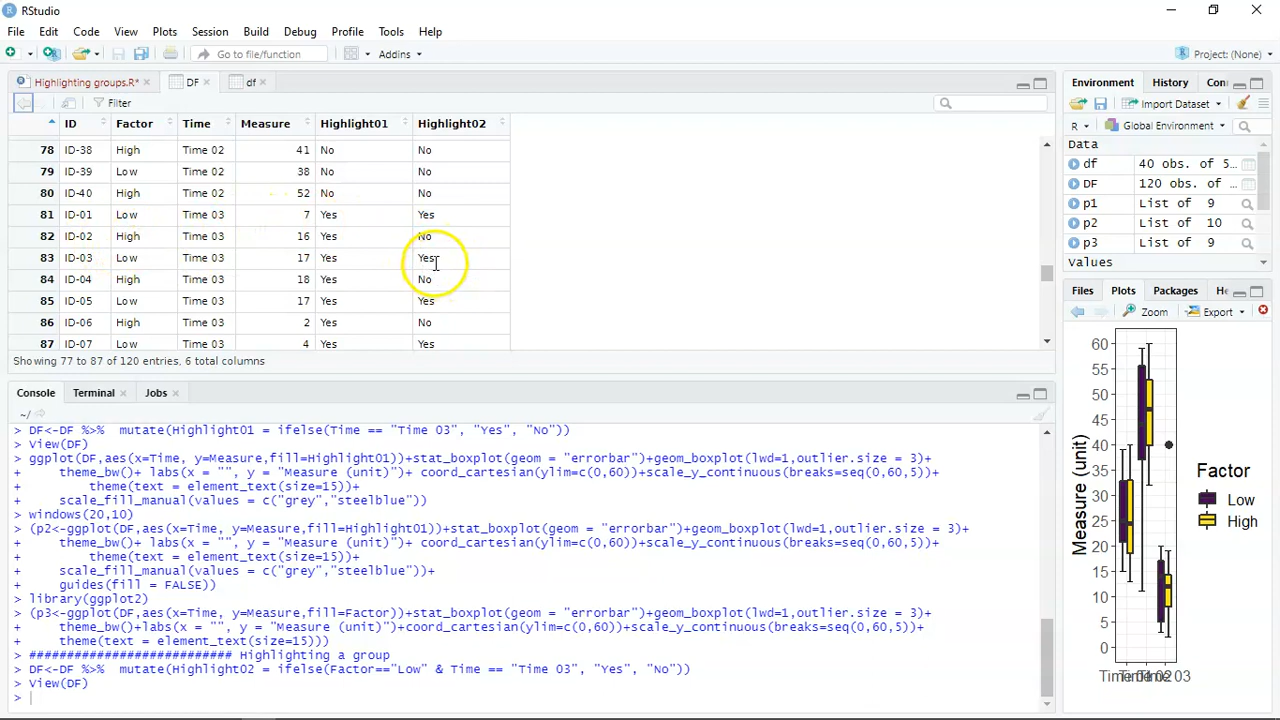 RStudio
File Edit Code View Plots Session Build Debug Profile Tools Help
Go to file/function Addins Project: (None)
Highlighting groups.R* DF df
Filter
ID Factor Time Measure Highlight01 Highlight02
78 ID-38 High Time 02 41 No No
79 ID-39 Low Time 02 38 No No
80 ID-40 High Time 02 52 No No
81 ID-01 Low Time 03 7 Yes Yes
82 ID-02 High Time 03 16 Yes No
83 ID-03 Low Time 03 17 Yes Yes
84 ID-04 High Time 03 18 Yes No
85 ID-05 Low Time 03 17 Yes Yes
86 ID-06 High Time 03 2 Yes No
87 ID-07 Low Time 03 4 Yes Yes
Showing 77 to 87 of 120 entries, 6 total columns
Console Terminal Jobs
~/
> DF<-DF %>%  mutate(Highlight01 = ifelse(Time == "Time 03", "Yes", "No"))
> View(DF)
> ggplot(DF,aes(x=Time, y=Measure,fill=Highlight01))+stat_boxplot(geom = "errorbar")+geom_boxplot(lwd=1,outlier.size = 3)+
+     theme_bw()+ labs(x = "", y = "Measure (unit)")+ coord_cartesian(ylim=c(0,60))+scale_y_continuous(breaks=seq(0,60,5))+
+     theme(text = element_text(size=15))+
+     scale_fill_manual(values = c("grey","steelblue"))
> windows(20,10)
> (p2<-ggplot(DF,aes(x=Time, y=Measure,fill=Highlight01))+stat_boxplot(geom = "errorbar")+geom_boxplot(lwd=1,outlier.size = 3)+
+     theme_bw()+ labs(x = "", y = "Measure (unit)")+ coord_cartesian(ylim=c(0,60))+scale_y_continuous(breaks=seq(0,60,5))+
+     theme(text = element_text(size=15))+
+     scale_fill_manual(values = c("grey","steelblue"))+
+     guides(fill = FALSE))
> library(ggplot2)
> (p3<-ggplot(DF,aes(x=Time, y=Measure,fill=Factor))+stat_boxplot(geom = "errorbar")+geom_boxplot(lwd=1,outlier.size = 3)+
+     theme_bw()+labs(x = "", y = "Measure (unit)")+coord_cartesian(ylim=c(0,60))+scale_y_continuous(breaks=seq(0,60,5))+
+     theme(text = element_text(size=15)))
> ######################### Highlighting a group
> DF<-DF %>%  mutate(Highlight02 = ifelse(Factor=="Low" & Time == "Time 03", "Yes", "No"))
> View(DF)
>
Environment History Con
Import Dataset
R Global Environment
Data
df 40 obs. of 5...
DF 120 obs. of ...
p1 List of 9
p2 List of 10
p3 List of 9
Values
Files Plots Packages He
Zoom Export
60
55
50
45
40
35
30
25
20
15
10
5
0
Measure (unit)
Factor
Low
High